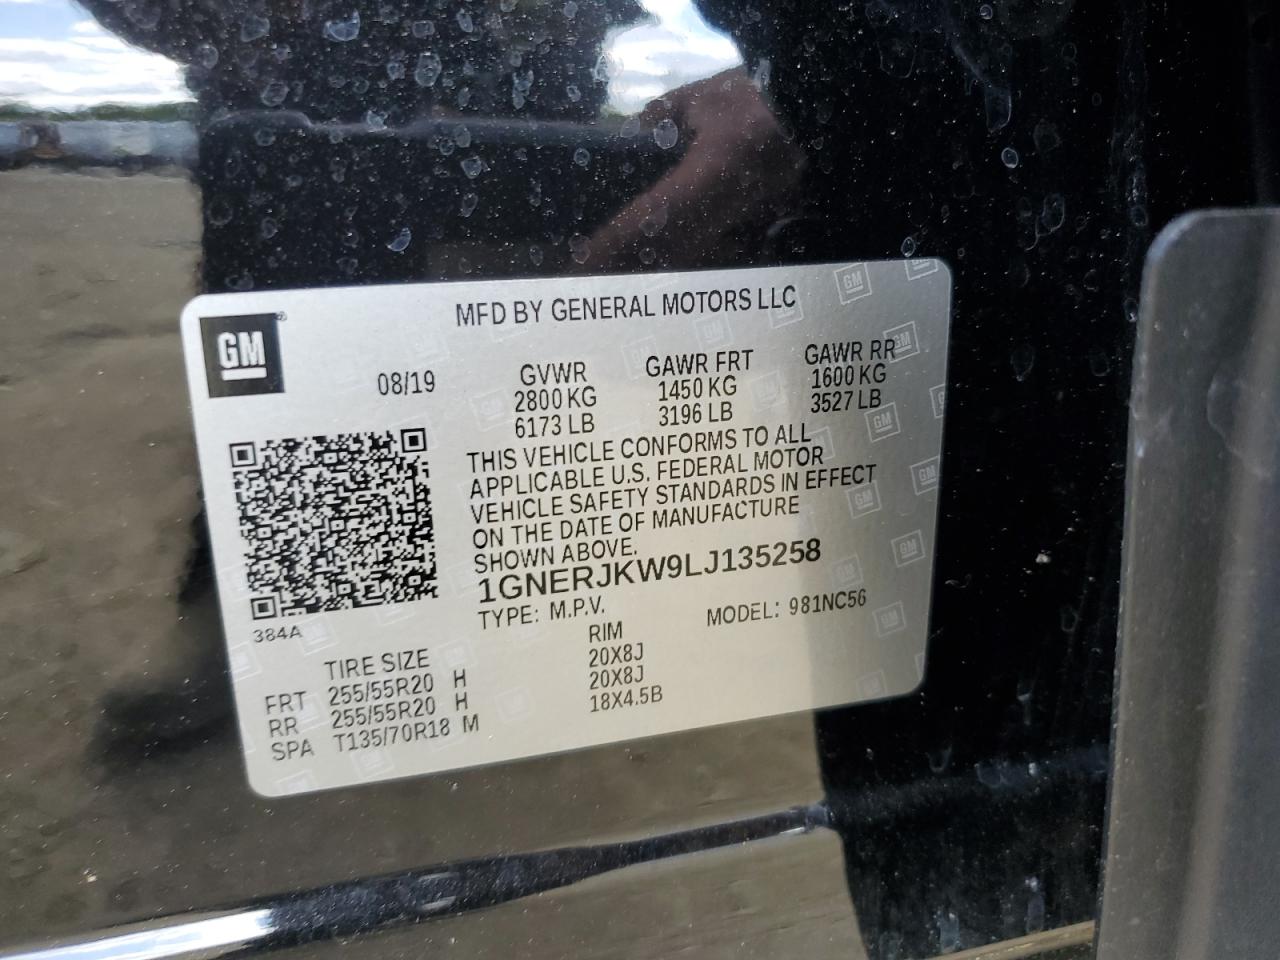 MFD BY GENERAL MOTORS LLC
GM
08/19
GVWR GAWR FRT GAWR RR
2800 KG 1450 KG 1600 KG
6173 LB 3196 LB 3527 LB
THIS VEHICLE CONFORMS TO ALL
APPLICABLE U.S. FEDERAL MOTOR
VEHICLE SAFETY STANDARDS IN EFFECT
ON THE DATE OF MANUFACTURE
SHOWN ABOVE.
1GNERJKW9LJ135258
TYPE: M.P.V. MODEL: 981NC56
384A
TIRE SIZE RIM
FRT 255/55R20 H 20X8J
RR 255/55R20 H 20X8J
SPA T135/70R18 M 18X4.5B